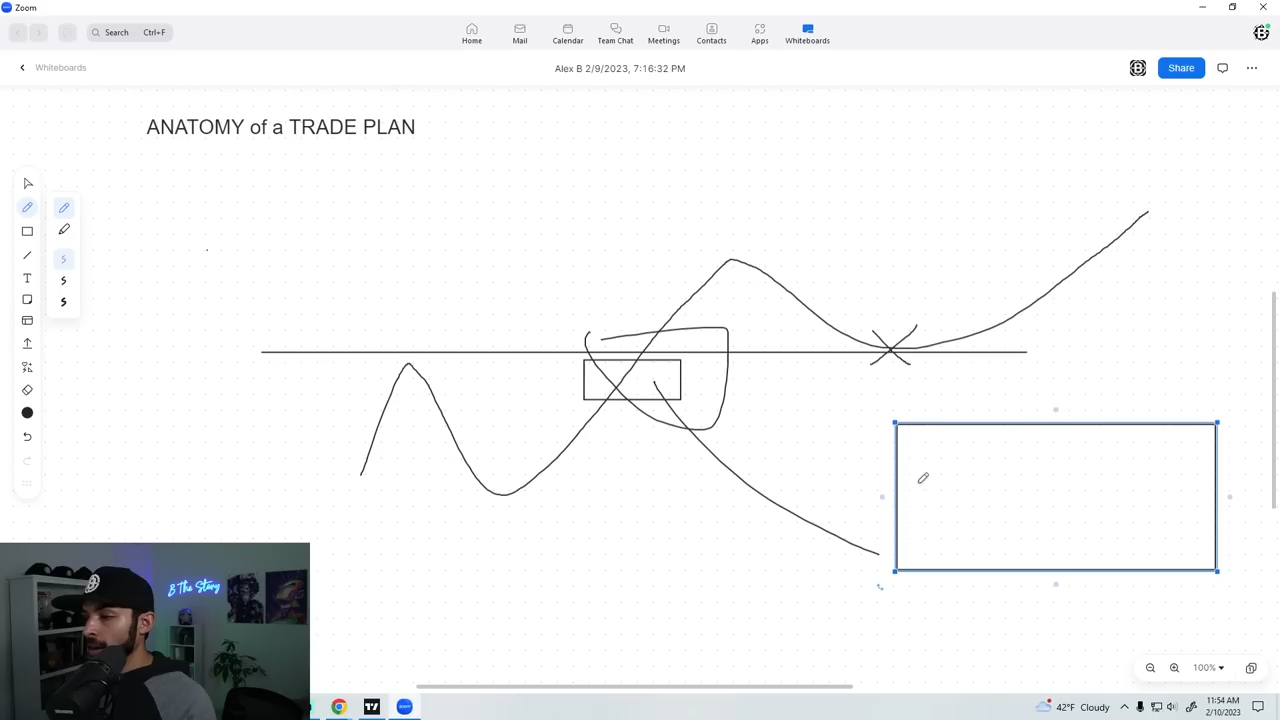 Zoom
Search Ctrl+F
Home
Mail
Calendar
Team Chat
Meetings
Contacts
Apps
Whiteboards
Whiteboards
Alex B 2/9/2023, 7:16:32 PM
Share
ANATOMY of a TRADE PLAN
B The Story
100%
42°F Cloudy
11:54 AM
2/10/2023